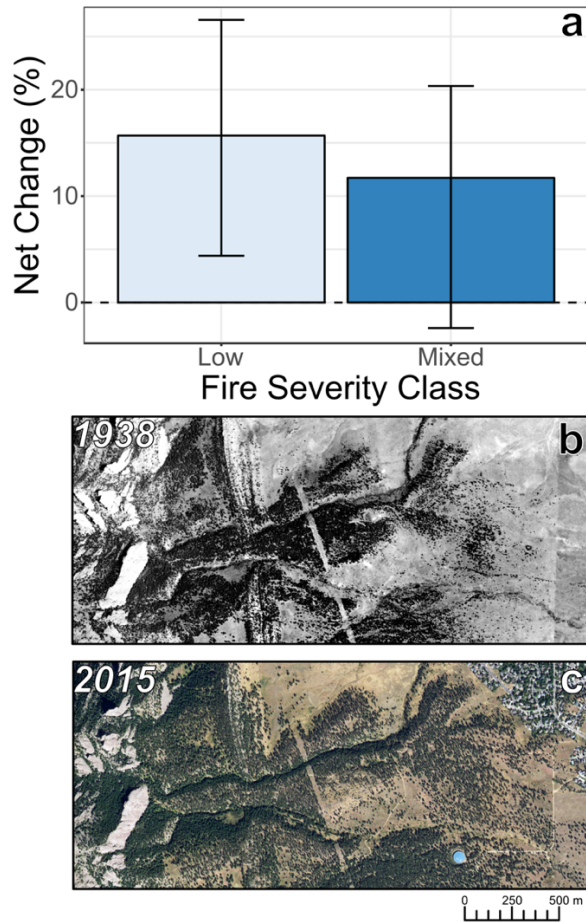 a
Net Change (%)
20
10
0
Low Mixed
Fire Severity Class
1938 b
2015 c
0 250 500 m